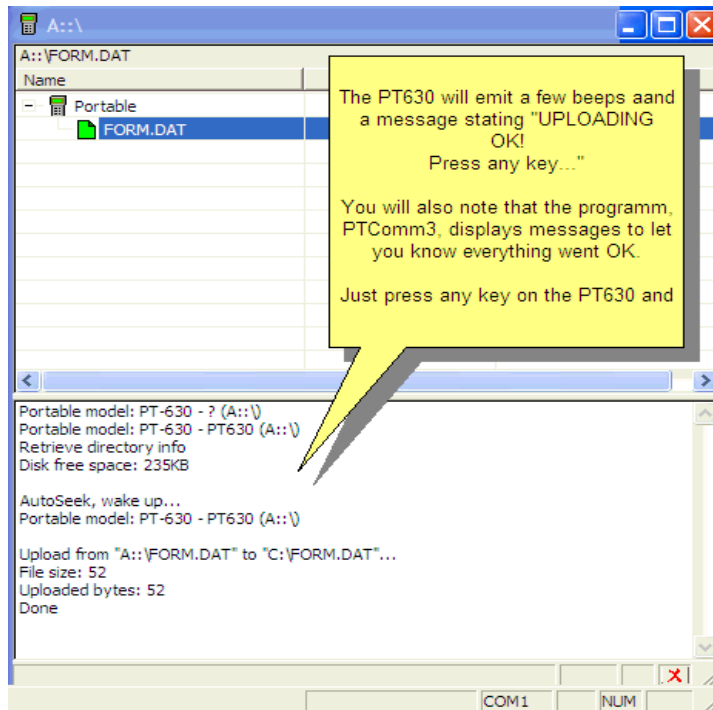 A::\
A::\FORM.DAT
Name
Portable
FORM.DAT
The PT630 will emit a few beeps aand
a message stating "UPLOADING
OK!
Press any key..."
You will also note that the programm,
PTComm3, displays messages to let
you know everything went OK.
Just press any key on the PT630 and
Portable model: PT-630 - ? (A::\)
Portable model: PT-630 - PT630 (A::\)
Retrieve directory info
Disk free space: 235KB
AutoSeek, wake up...
Portable model: PT-630 - PT630 (A::\)
Upload from "A::\FORM.DAT" to "C:\FORM.DAT"...
File size: 52
Uploaded bytes: 52
Done
COM1 NUM